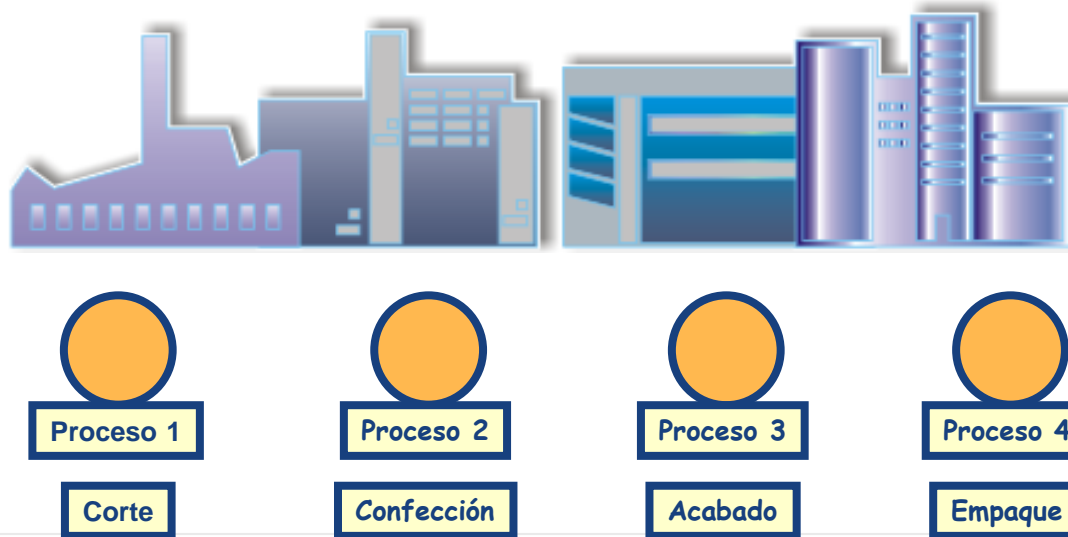 Proceso 1
Proceso 2
Proceso 3
Proceso 4
Corte
Confección
Acabado
Empaque